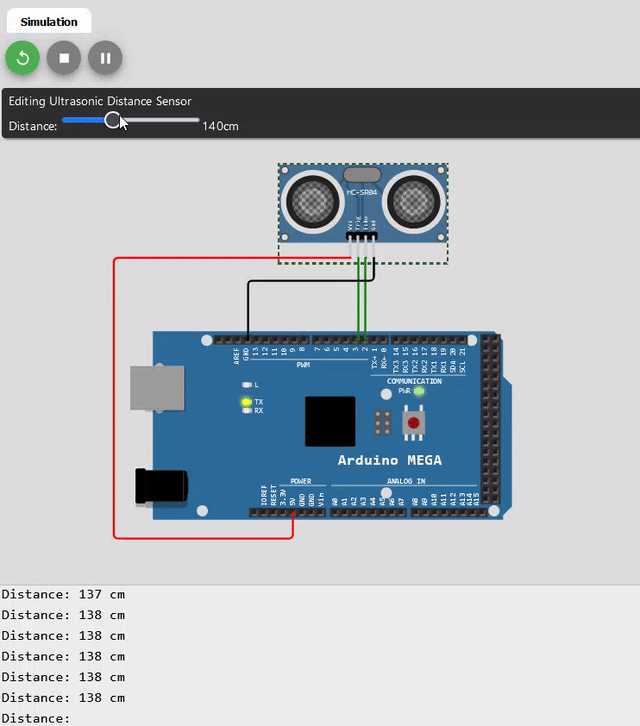 Simulation
Editing Ultrasonic Distance Sensor
Distance: 140cm
HC-SR04
Vcc Trig Echo Gnd
AREF GND 13 12 11 10 9 8 7 6 5 4 3 2 TX→1 RX←0 TX3 14 RX3 15 TX2 16 RX2 17 TX1 18 RX1 19 SDA 20 SCL 21
PWM
COMMUNICATION
L
PWR
TX
RX
Arduino MEGA
POWER
ANALOG IN
IOREF RESET 3.3V 5V GND GND Vin A0 A1 A2 A3 A4 A5 A6 A7 A8 A9 A10 A11 A12 A13 A14 A15
Distance: 137 cm
Distance: 138 cm
Distance: 138 cm
Distance: 138 cm
Distance: 138 cm
Distance: 138 cm
Distance: